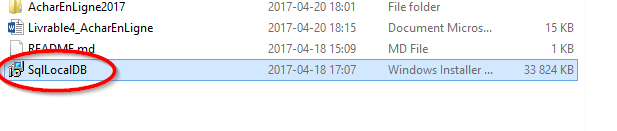 AcharEnLigne2017 2017-04-20 18:01 File folder
Livrable4_AcharEnLigne 2017-04-20 18:15 Document Micros... 15 KB
README.md 2017-04-18 15:09 MD File 1 KB
SqlLocalDB 2017-04-18 17:07 Windows Installer ... 33 824 KB